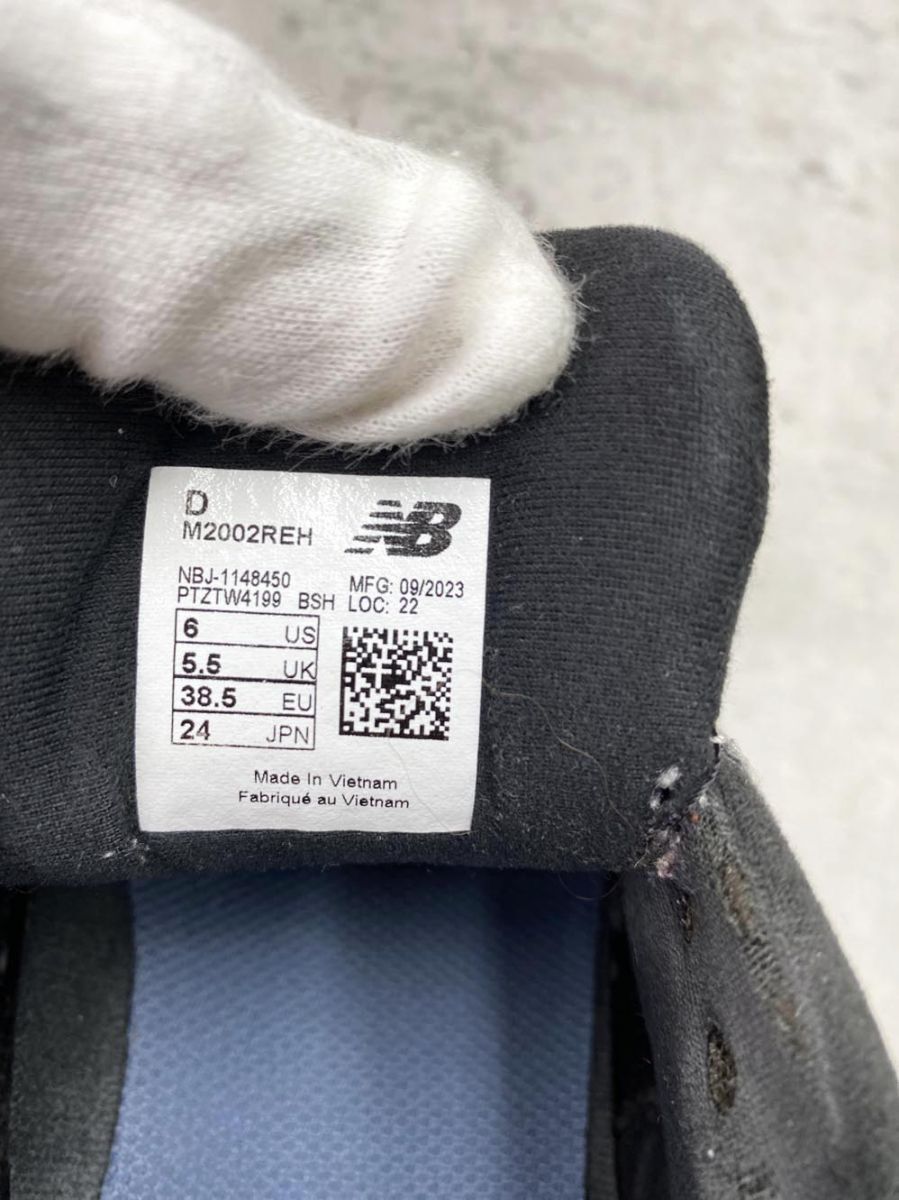 D
M2002REH
NB
NBJ-1148450
PTZTW4199 BSH
MFG: 09/2023
LOC: 22
6 US
5.5 UK
38.5 EU
24 JPN
Made In Vietnam
Fabriqué au Vietnam